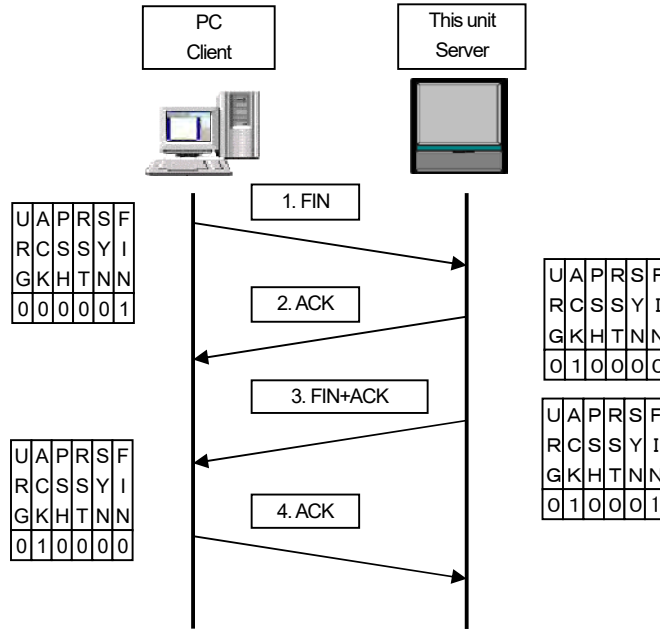 PC
Client
This unit
Server
1. FIN
U A P R S F
R C S S Y I
G K H T N N
0 0 0 0 0 1
2. ACK
U A P R S F
R C S S Y I
G K H T N N
0 1 0 0 0 0
3. FIN+ACK
U A P R S F
R C S S Y I
G K H T N N
0 1 0 0 0 1
4. ACK
U A P R S F
R C S S Y I
G K H T N N
0 1 0 0 0 0